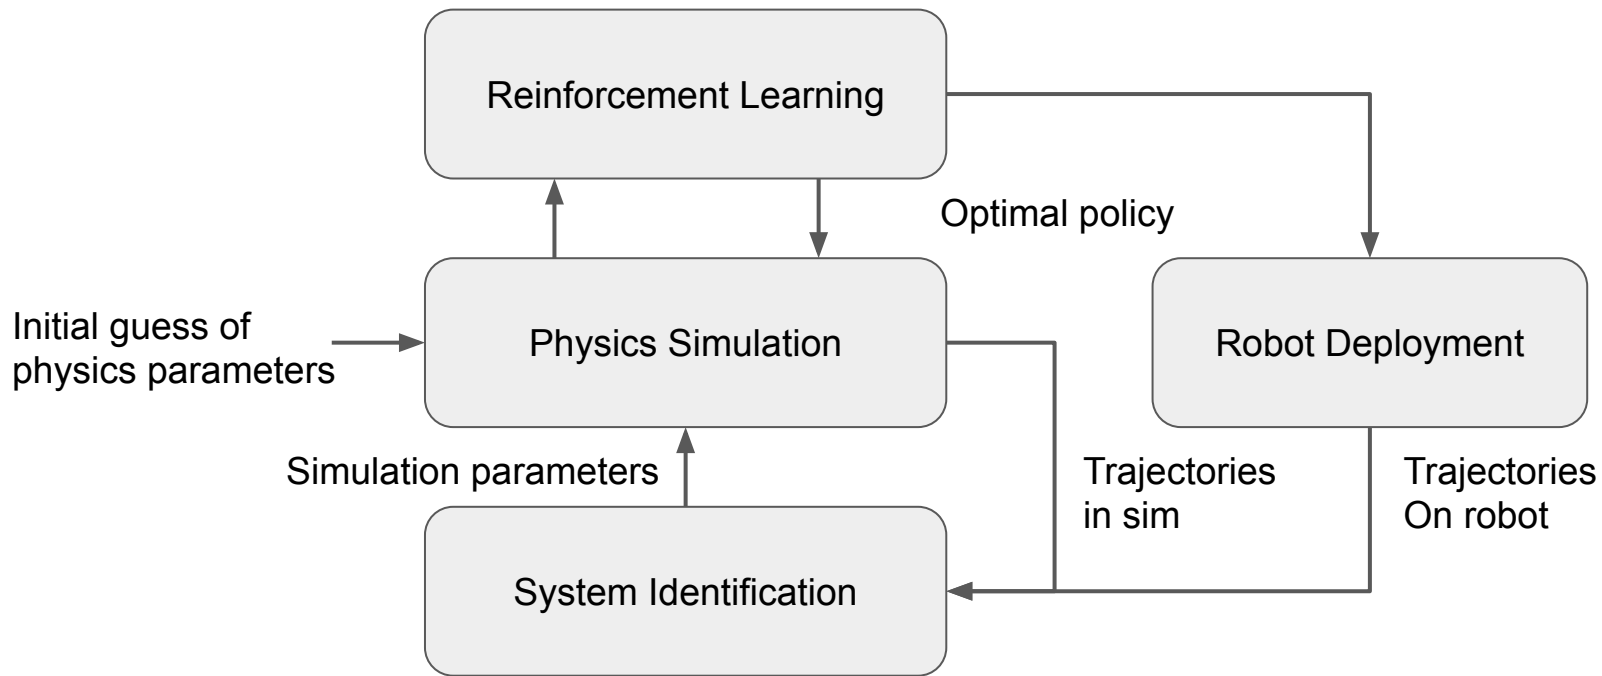 Reinforcement Learning
Optimal policy
Initial guess of
physics parameters
Physics Simulation
Robot Deployment
Simulation parameters
Trajectories
in sim
Trajectories
On robot
System Identification